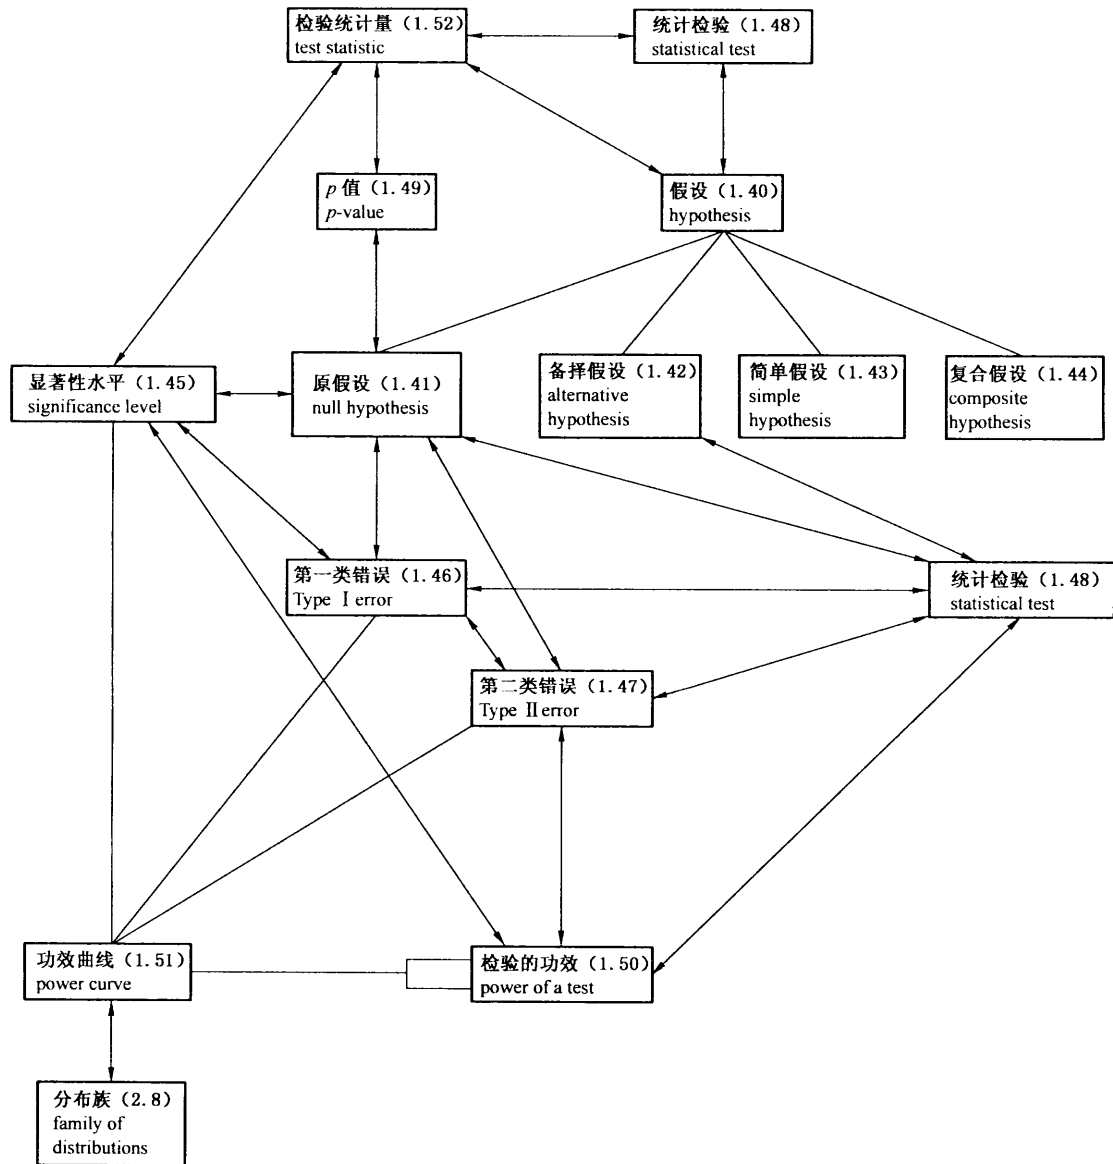 检验统计量（1.52）
test statistic
统计检验（1.48）
statistical test
p 值（1.49）
p-value
假设（1.40）
hypothesis
显著性水平（1.45）
significance level
原假设（1.41）
null hypothesis
备择假设（1.42）
alternative
hypothesis
简单假设（1.43）
simple
hypothesis
复合假设（1.44）
composite
hypothesis
第一类错误（1.46）
Type Ⅰ error
统计检验（1.48）
statistical test
第二类错误（1.47）
Type Ⅱ error
功效曲线（1.51）
power curve
检验的功效（1.50）
power of a test
分布族（2.8）
family of
distributions